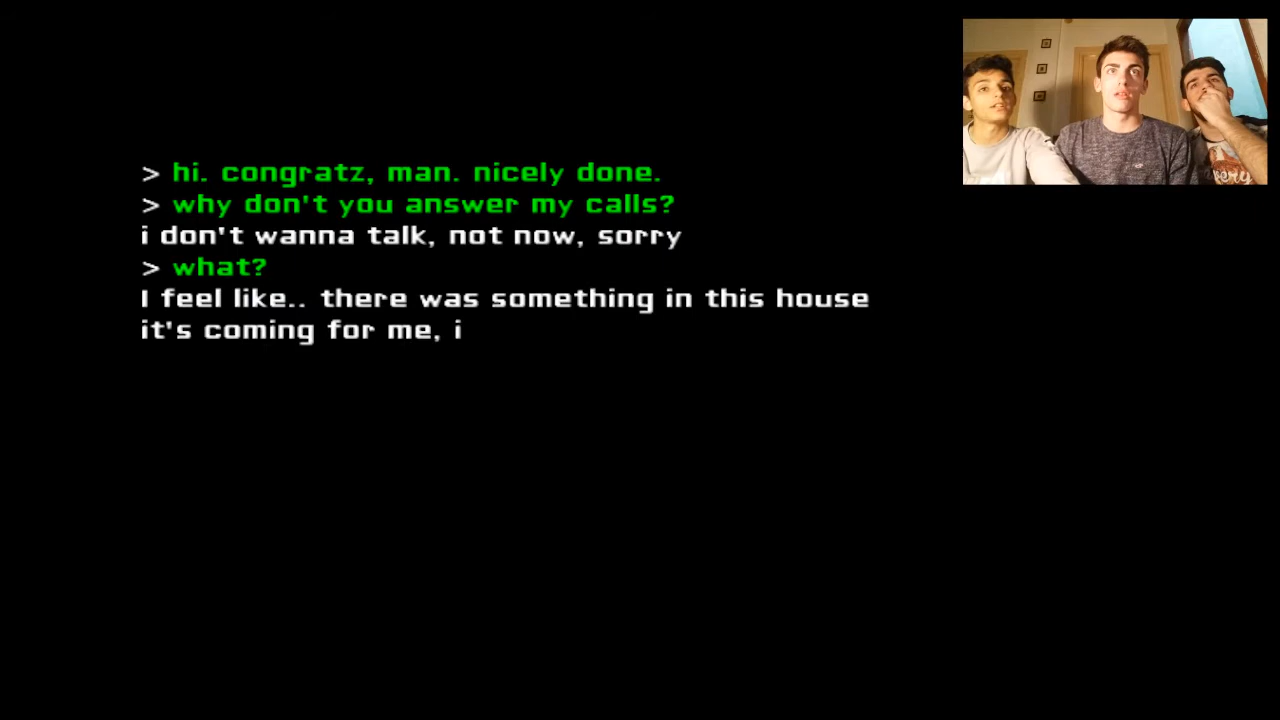 > hi. congratz, man. nicely done.
> why don't you answer my calls?
i don't wanna talk, not now, sorry
> what?
I feel like.. there was something in this house
it's coming for me, i